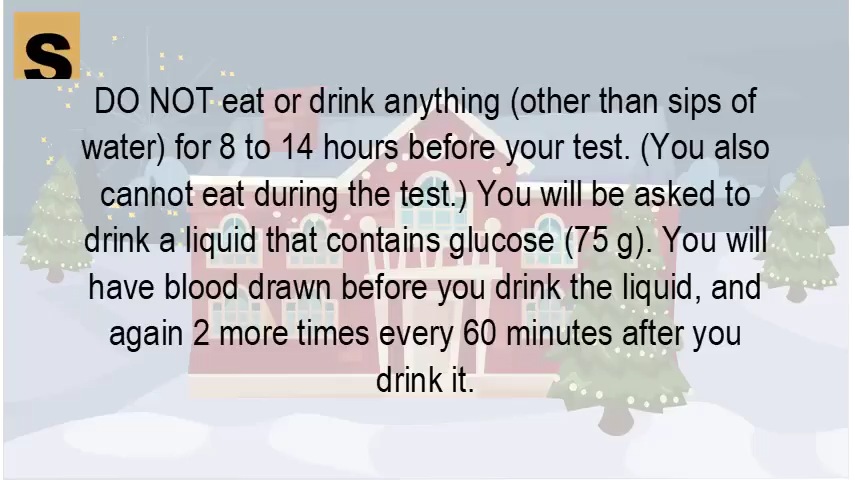 S
DO NOT eat or drink anything (other than sips of
water) for 8 to 14 hours before your test. (You also
cannot eat during the test.) You will be asked to
drink a liquid that contains glucose (75 g). You will
have blood drawn before you drink the liquid, and
again 2 more times every 60 minutes after you
drink it.